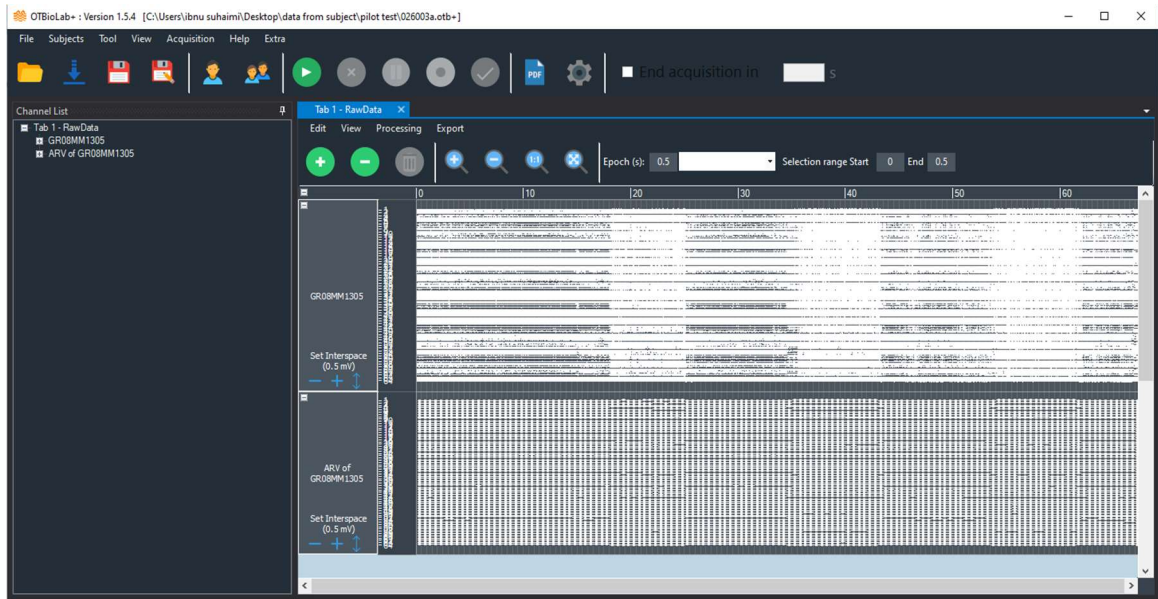 OTBioLab+ : Version 1.5.4 [C:\Users\ibnu suhaimi\Desktop\data from subject\pilot test\026003a.otb+]
File Subjects Tool View Acquisition Help Extra
PDF End acquisition in s
Channel List
Tab 1 - RawData
GR08MM1305
ARV of GR08MM1305
Tab 1 - RawData
Edit View Processing Export
1:1 Epoch (s): 0.5 Selection range Start 0 End 0.5
0 10 20 30 40 50 60
GR08MM1305
Set Interspace
(0.5 mV)
ARV of
GR08MM1305
Set Interspace
(0.5 mV)